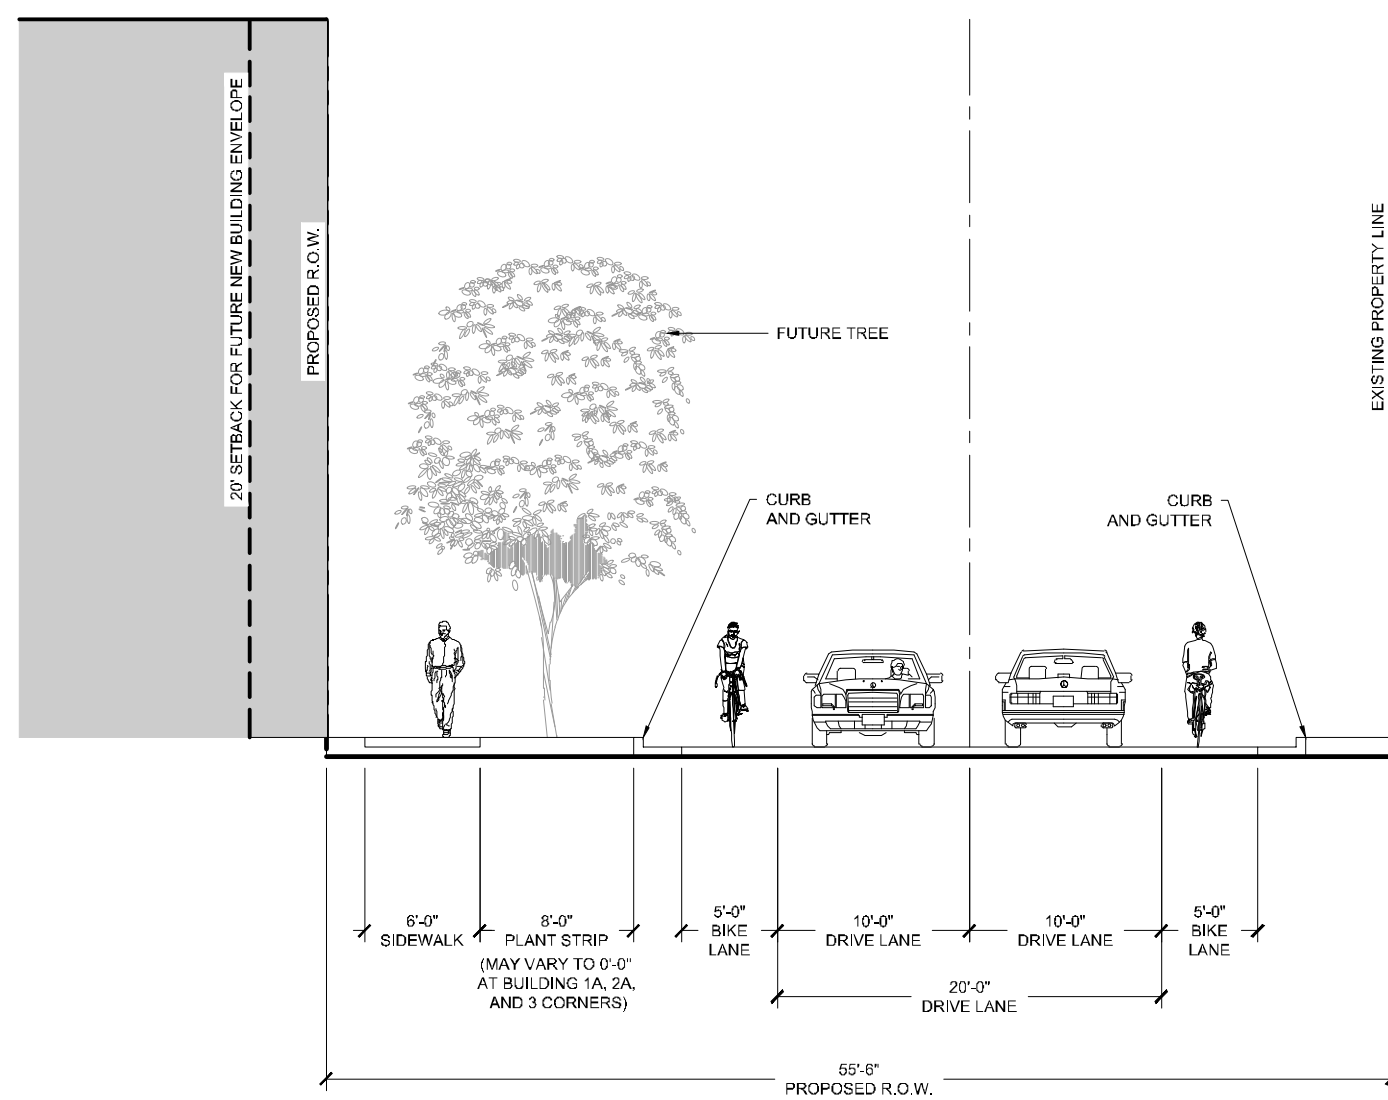 20' SETBACK FOR FUTURE NEW BUILDING ENVELOPE
PROPOSED R.O.W.
EXISTING PROPERTY LINE
FUTURE TREE
CURB
AND GUTTER
CURB
AND GUTTER
6'-0"
SIDEWALK
8'-0"
PLANT STRIP
(MAY VARY TO 0'-0"
AT BUILDING 1A, 2A,
AND 3 CORNERS)
5'-0"
BIKE
LANE
10'-0"
DRIVE LANE
10'-0"
DRIVE LANE
5'-0"
BIKE
LANE
20'-0"
DRIVE LANE
55'-6"
PROPOSED R.O.W.